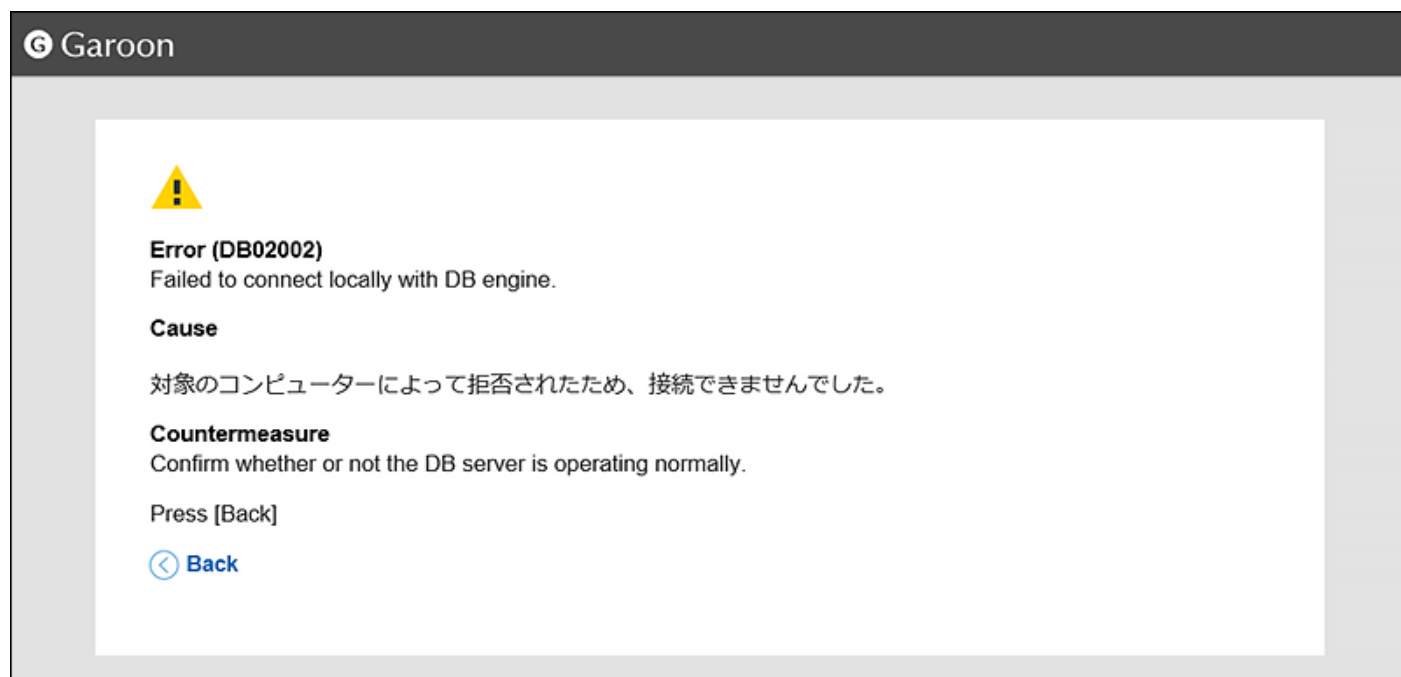 G Garoon
Error (DB02002)
Failed to connect locally with DB engine.
Cause
対象のコンピューターによって拒否されたため、接続できませんでした。
Countermeasure
Confirm whether or not the DB server is operating normally.
Press [Back]
Back